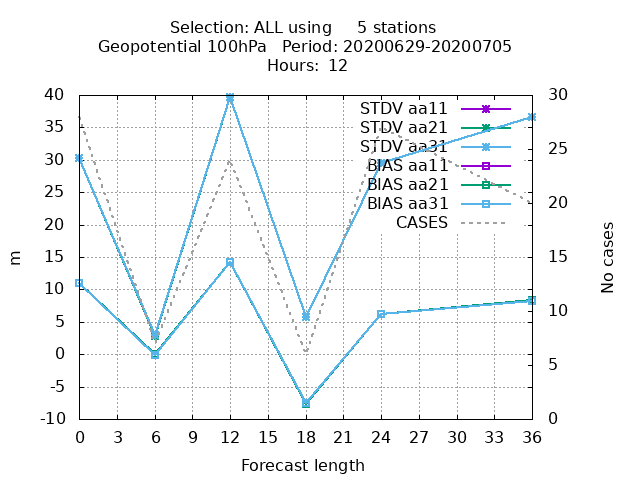 Selection: ALL using     5 stations
Geopotential 100hPa   Period: 20200629-20200705
Hours: 12
40
35
30
25
20
15
10
5
0
-5
-10
m
30
25
20
15
10
5
0
No cases
STDV aa11
STDV aa21
STDV aa31
BIAS aa11
BIAS aa21
BIAS aa31
CASES
0 3 6 9 12 15 18 21 24 27 30 33 36
Forecast length